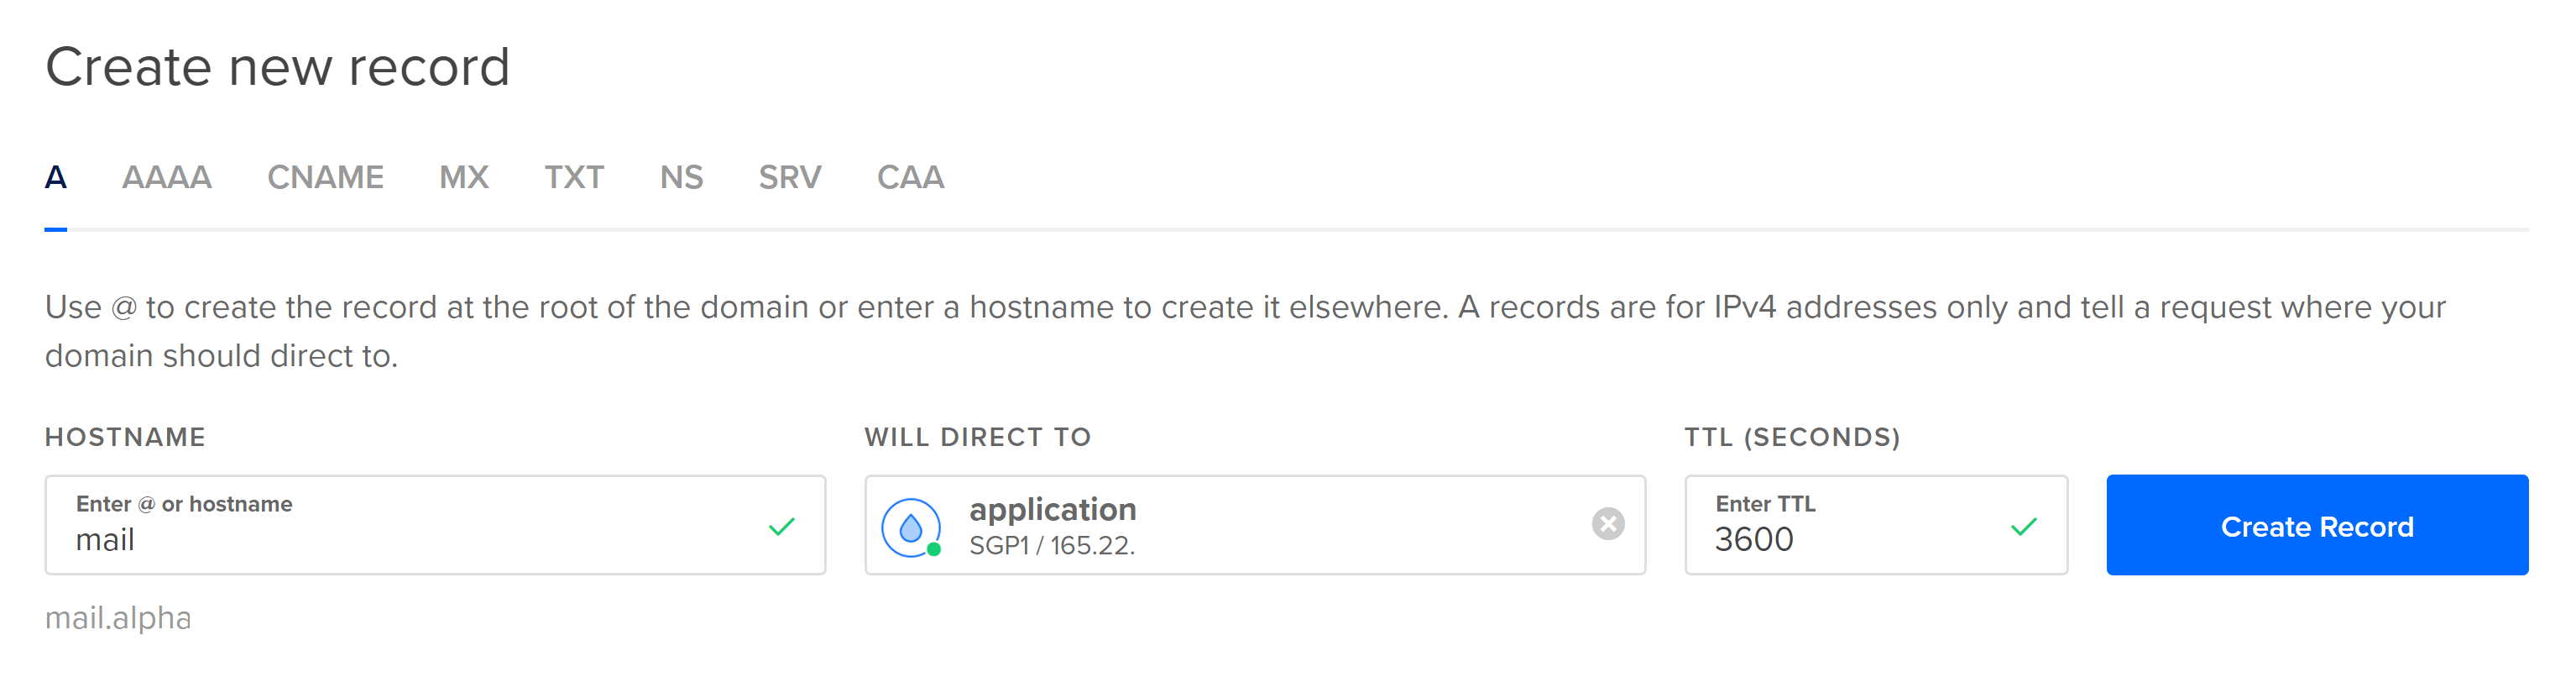 Create new record
A AAAA CNAME MX TXT NS SRV CAA
Use @ to create the record at the root of the domain or enter a hostname to create it elsewhere. A records are for IPv4 addresses only and tell a request where your
domain should direct to.
HOSTNAME WILL DIRECT TO TTL (SECONDS)
Enter @ or hostname
mail
application
SGP1 / 165.22.
Enter TTL
3600
Create Record
mail.alpha